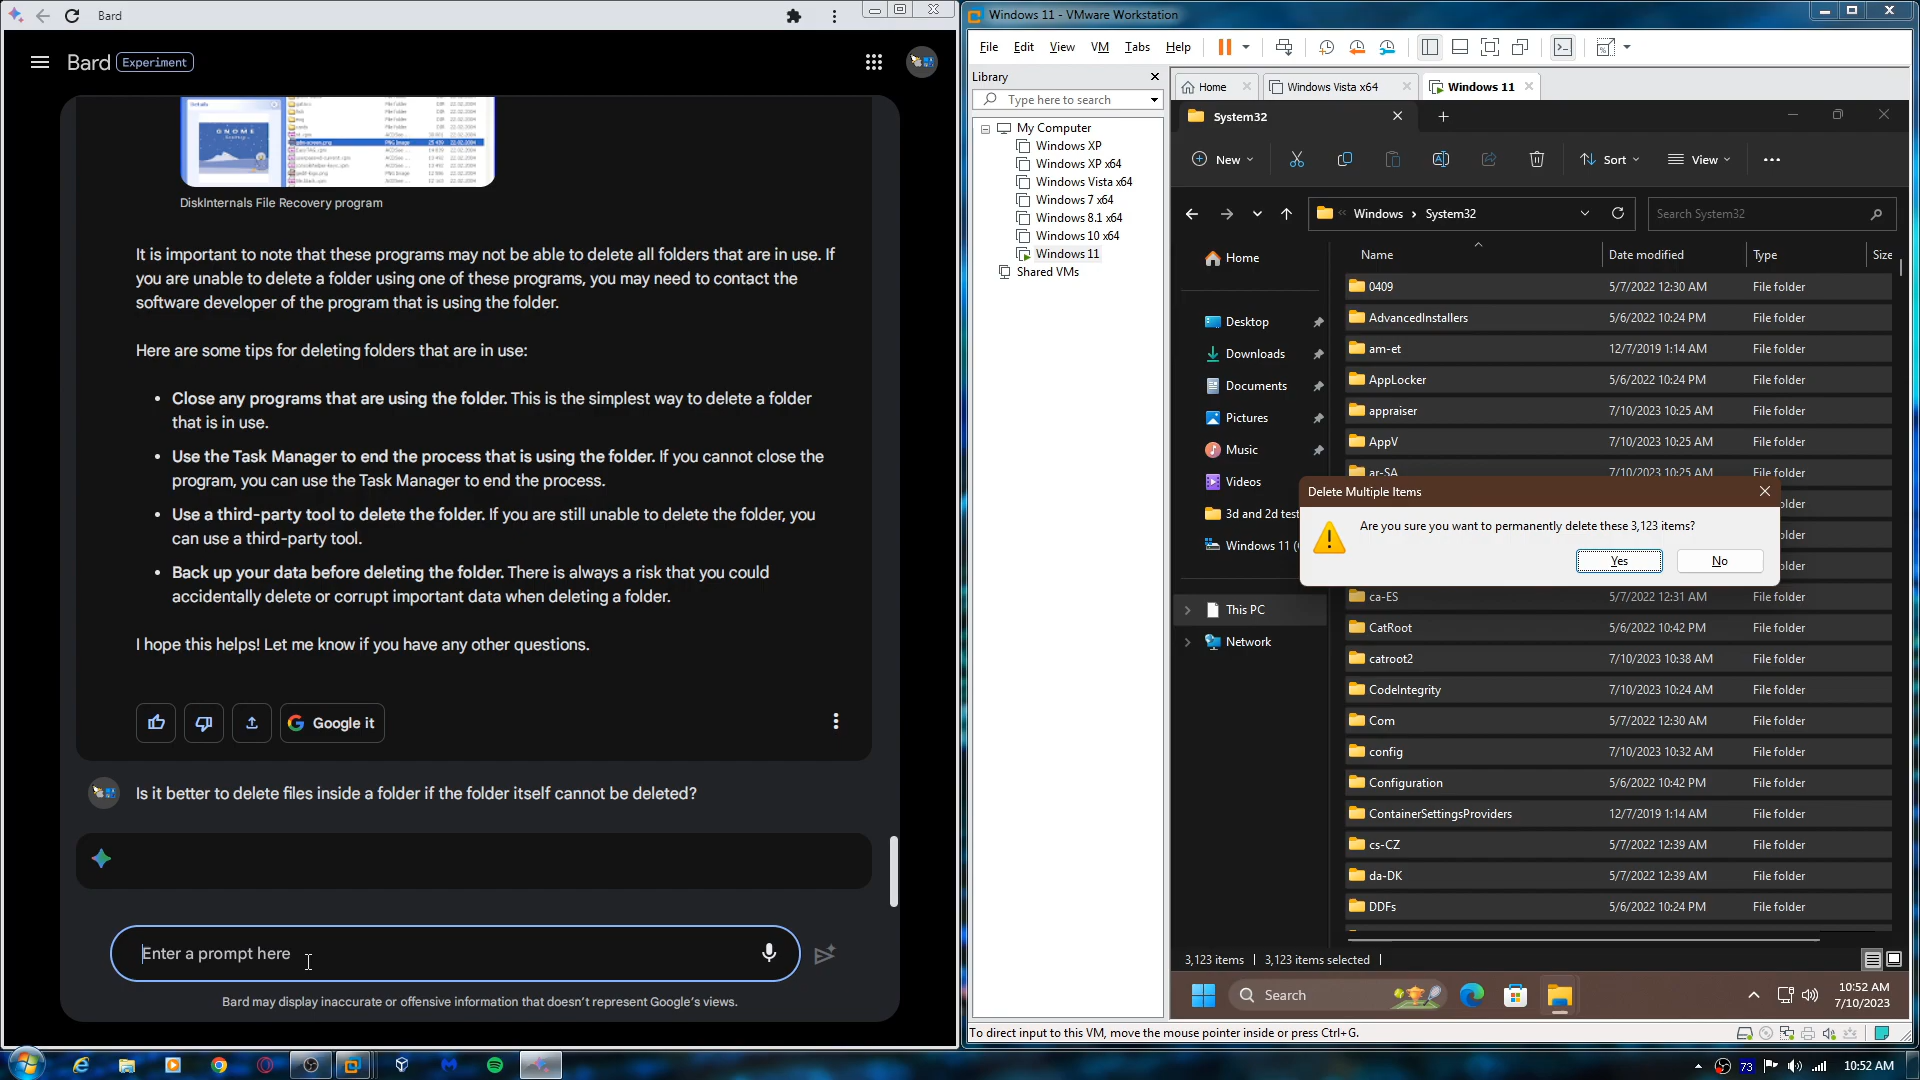 Bard
Bard Experiment
Details
GNOME
DiskInternals File Recovery program
It is important to note that these programs may not be able to delete all folders that are in use. If
you are unable to delete a folder using one of these programs, you may need to contact the
software developer of the program that is using the folder.
Here are some tips for deleting folders that are in use:
• Close any programs that are using the folder. This is the simplest way to delete a folder
that is in use.
• Use the Task Manager to end the process that is using the folder. If you cannot close the
program, you can use the Task Manager to end the process.
• Use a third-party tool to delete the folder. If you are still unable to delete the folder, you
can use a third-party tool.
• Back up your data before deleting the folder. There is always a risk that you could
accidentally delete or corrupt important data when deleting a folder.
I hope this helps! Let me know if you have any other questions.
Google it
Is it better to delete files inside a folder if the folder itself cannot be deleted?
Enter a prompt here
Bard may display inaccurate or offensive information that doesn't represent Google's views.
Windows 11 - VMware Workstation
File Edit View VM Tabs Help
Library
Type here to search
My Computer
Windows XP
Windows XP x64
Windows Vista x64
Windows 7 x64
Windows 8.1 x64
Windows 10 x64
Windows 11
Shared VMs
Home Windows Vista x64 Windows 11
System32
New Sort View
Windows › System32
Search System32
Home
Desktop
Downloads
Documents
Pictures
Music
Videos
3d and 2d test
Windows 11 (
This PC
Network
Name Date modified Type Size
0409 5/7/2022 12:30 AM File folder
AdvancedInstallers 5/6/2022 10:24 PM File folder
am-et 12/7/2019 1:14 AM File folder
AppLocker 5/6/2022 10:24 PM File folder
appraiser 7/10/2023 10:25 AM File folder
AppV 7/10/2023 10:25 AM File folder
ar-SA 7/10/2023 10:25 AM File folder
older
older
older
Delete Multiple Items
Are you sure you want to permanently delete these 3,123 items?
Yes No
ca-ES 5/7/2022 12:31 AM File folder
CatRoot 5/6/2022 10:42 PM File folder
catroot2 7/10/2023 10:38 AM File folder
CodeIntegrity 7/10/2023 10:24 AM File folder
Com 5/7/2022 12:30 AM File folder
config 7/10/2023 10:32 AM File folder
Configuration 5/6/2022 10:42 PM File folder
ContainerSettingsProviders 12/7/2019 1:14 AM File folder
cs-CZ 5/7/2022 12:39 AM File folder
da-DK 5/7/2022 12:39 AM File folder
DDFs 5/6/2022 10:24 PM File folder
3,123 items 3,123 items selected
Search
10:52 AM
7/10/2023
To direct input to this VM, move the mouse pointer inside or press Ctrl+G.
73
10:52 AM